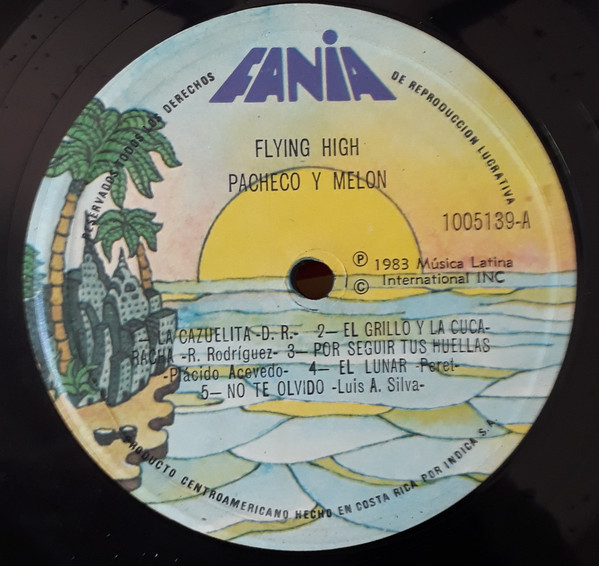 FANIA
RESERVADOS TODOS LOS DERECHOS
DE REPRODUCCION LUCRATIVA
FLYING HIGH
PACHECO Y MELON
1005139-A
Ⓟ 1983 Música Latina
© International INC
1— LA CAZUELITA -D. R.- 2— EL GRILLO Y LA CUCA-
RACHA -R. Rodríguez- 3— POR SEGUIR TUS HUELLAS
-Plácido Acevedo- 4— EL LUNAR -Peret-
5— NO TE OLVIDO -Luis A. Silva-
PRODUCTO CENTROAMERICANO HECHO EN COSTA RICA POR INDICA S.A.